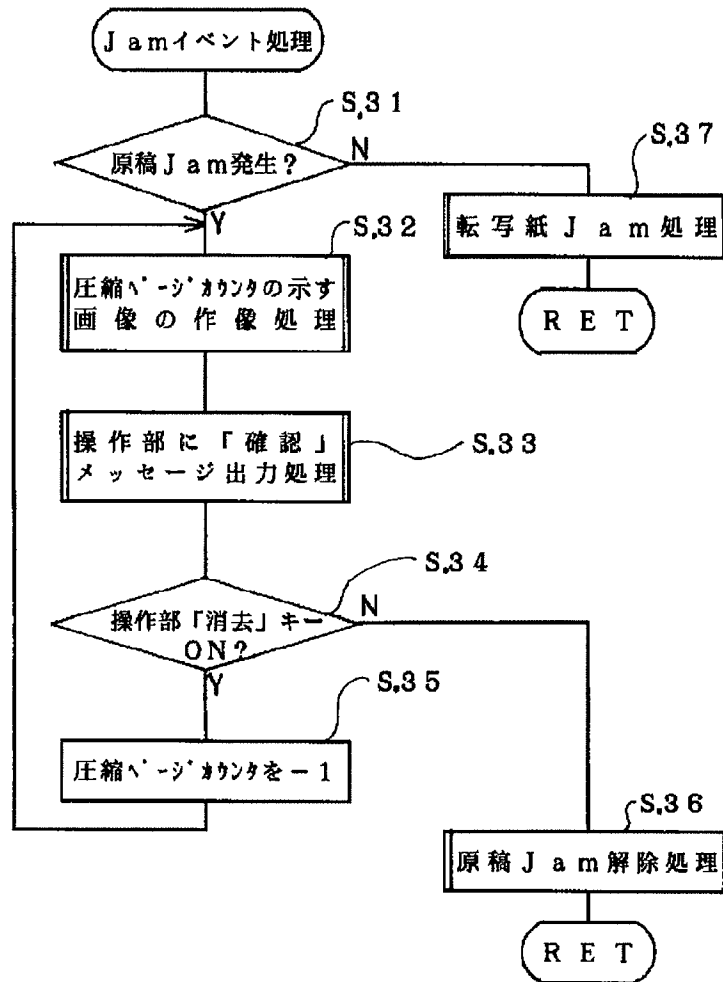 Jamイベント処理
S.31
原稿Jam発生?
N
S.37
Y
S.32
転写紙Jam処理
圧縮ページカウンタの示す
画像の作像処理
RET
操作部に「確認」
メッセージ出力処理
S.33
S.34
操作部「消去」キー
ON?
N
Y
S.35
圧縮ページカウンタを-1
S.36
原稿Jam解除処理
RET